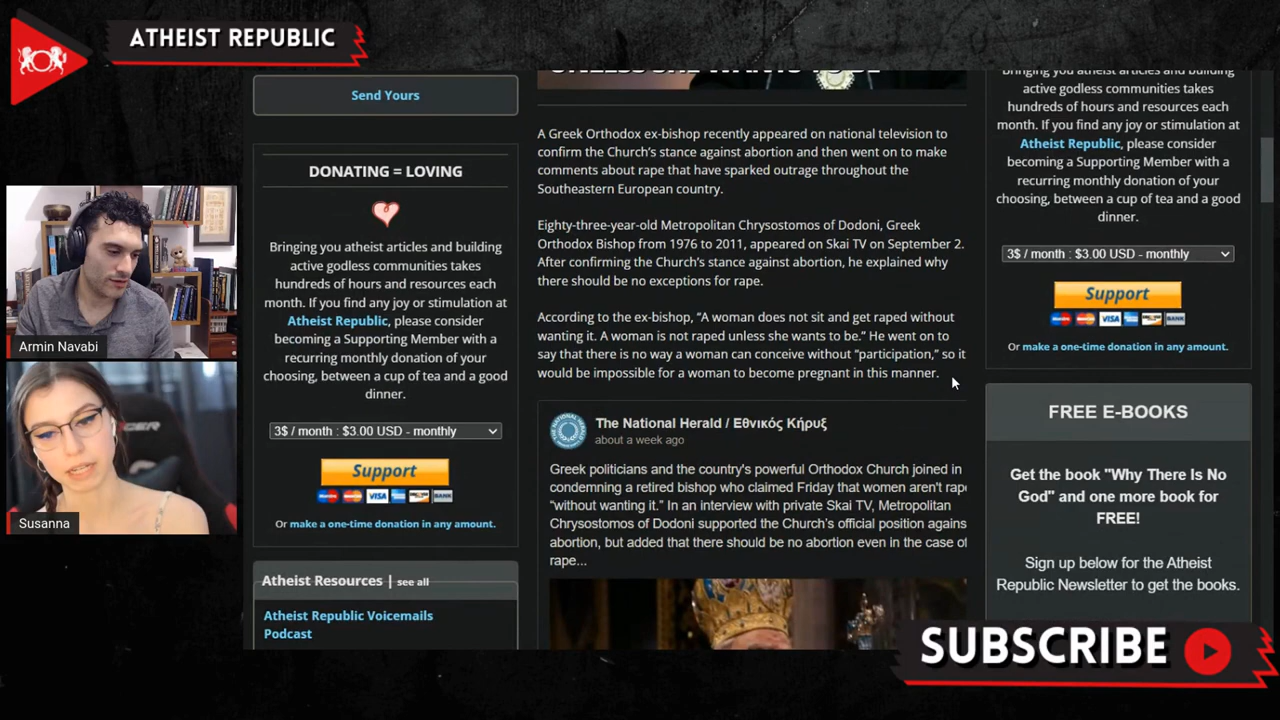 ATHEIST REPUBLIC
Armin Navabi
Susanna
Send Yours
DONATING = LOVING
Bringing you atheist articles and building
active godless communities takes
hundreds of hours and resources each
month. If you find any joy or stimulation at
Atheist Republic, please consider
becoming a Supporting Member with a
recurring monthly donation of your
choosing, between a cup of tea and a good
dinner.
3$ / month : $3.00 USD - monthly
Support
VISA
BANK
Or make a one-time donation in any amount.
Atheist Resources | see all
Atheist Republic Voicemails
Podcast
UNLESS SHE WANTS TO BE
A Greek Orthodox ex-bishop recently appeared on national television to
confirm the Church's stance against abortion and then went on to make
comments about rape that have sparked outrage throughout the
Southeastern European country.
Eighty-three-year-old Metropolitan Chrysostomos of Dodoni, Greek
Orthodox Bishop from 1976 to 2011, appeared on Skai TV on September 2.
After confirming the Church's stance against abortion, he explained why
there should be no exceptions for rape.
According to the ex-bishop, "A woman does not sit and get raped without
wanting it. A woman is not raped unless she wants to be." He went on to
say that there is no way a woman can conceive without "participation," so it
would be impossible for a woman to become pregnant in this manner.
The National Herald / Εθνικός Κήρυξ
about a week ago
Greek politicians and the country's powerful Orthodox Church joined in
condemning a retired bishop who claimed Friday that women aren't rap
"without wanting it." In an interview with private Skai TV, Metropolitan
Chrysostomos of Dodoni supported the Church's official position agains
abortion, but added that there should be no abortion even in the case of
rape...
Bringing you atheist articles and building
active godless communities takes
hundreds of hours and resources each
month. If you find any joy or stimulation at
Atheist Republic, please consider
becoming a Supporting Member with a
recurring monthly donation of your
choosing, between a cup of tea and a good
dinner.
3$ / month : $3.00 USD - monthly
Support
VISA
BANK
Or make a one-time donation in any amount.
FREE E-BOOKS
Get the book "Why There Is No
God" and one more book for
FREE!
Sign up below for the Atheist
Republic Newsletter to get the books.
SUBSCRIBE